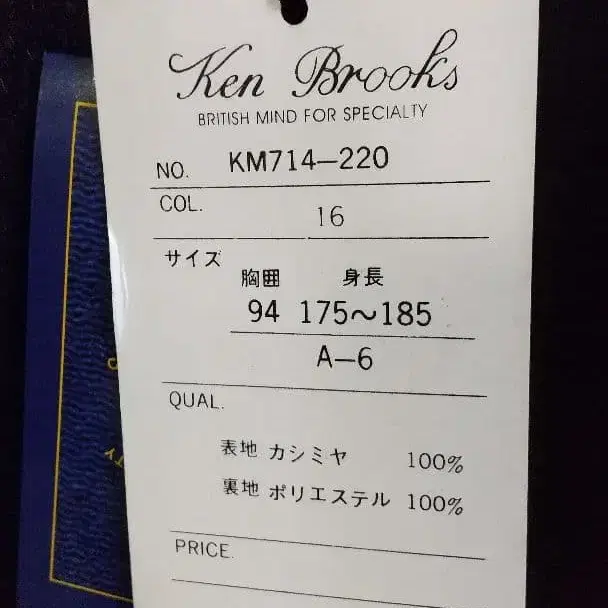 Ken Brooks
BRITISH MIND FOR SPECIALTY
NO. KM714-220
COL. 16
サイズ
胸囲 身長
94 175～185
A-6
QUAL.
表地 カシミヤ 100%
裏地 ポリエステル 100%
PRICE.